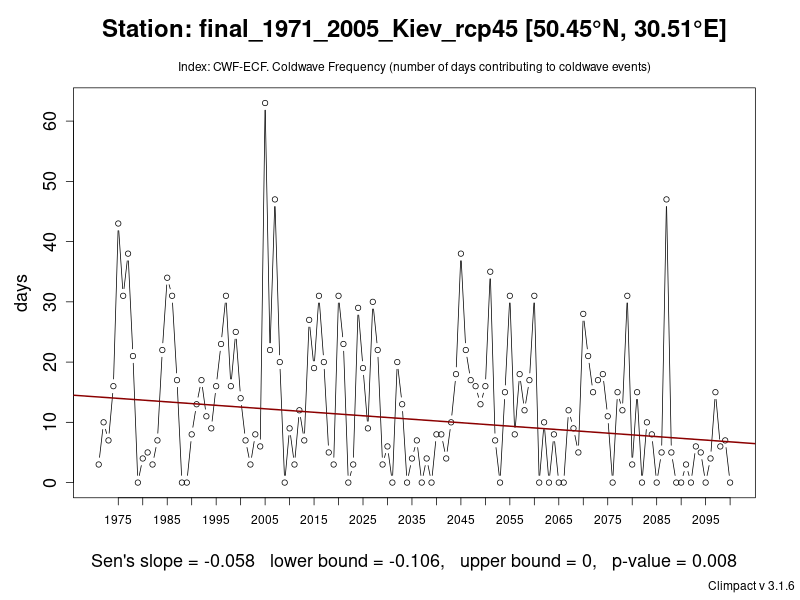 Station: final_1971_2005_Kiev_rcp45 [50.45°N, 30.51°E]
Index: CWF-ECF. Coldwave Frequency (number of days contributing to coldwave events)
60
50
40
30
20
10
0
days
1975 1985 1995 2005 2015 2025 2035 2045 2055 2065 2075 2085 2095
Sen's slope = -0.058 lower bound = -0.106, upper bound = 0, p-value = 0.008
Climpact v 3.1.6